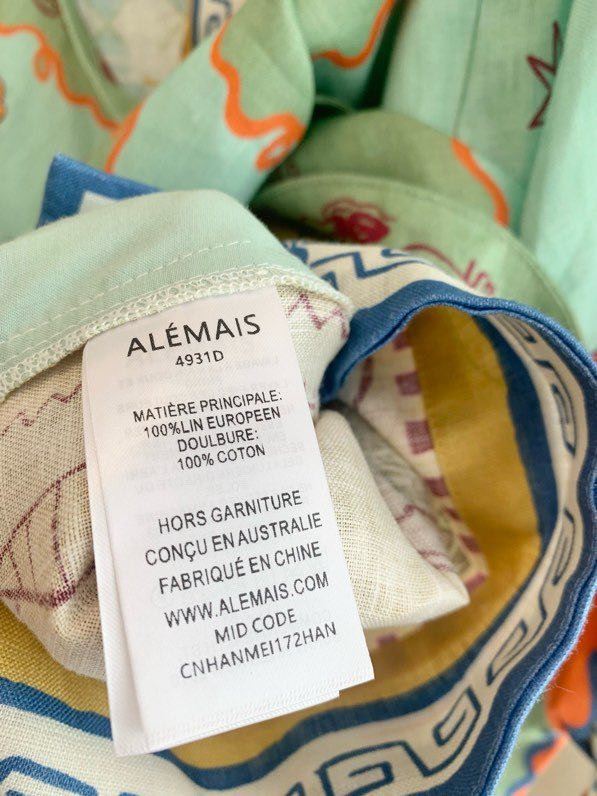 ALÉMAIS
4931D
MATIÈRE PRINCIPALE:
100%LIN EUROPEEN
DOULBURE:
100% COTON
HORS GARNITURE
CONÇU EN AUSTRALIE
FABRIQUÉ EN CHINE
WWW.ALEMAIS.COM
MID CODE
CNHANMEI172HAN